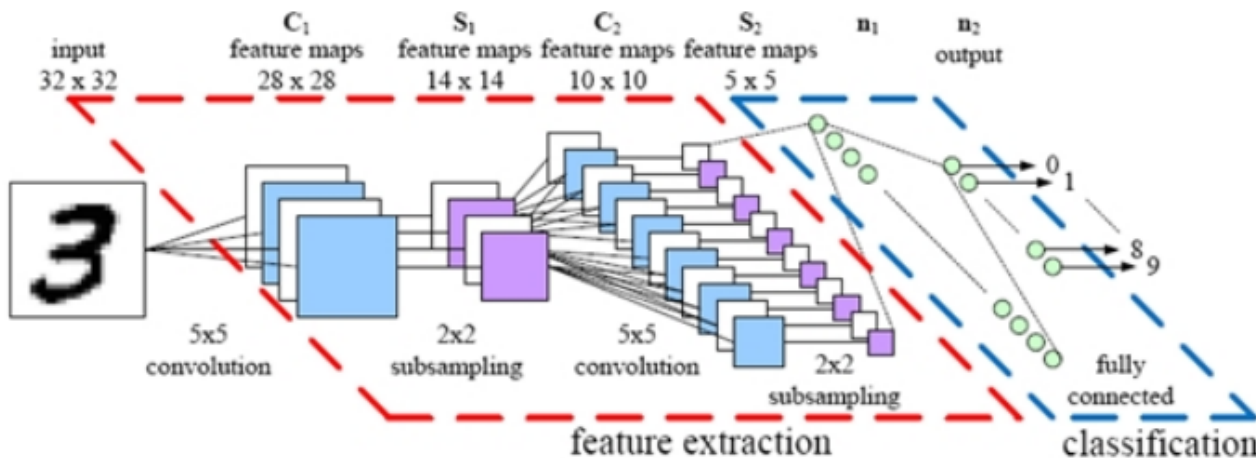 input
32 x 32
C1
feature maps
28 x 28
S1
feature maps
14 x 14
C2
feature maps
10 x 10
S2
feature maps
5 x 5
n1
n2
output
3
0
1
8
9
5x5
convolution
2x2
subsampling
5x5
convolution
2x2
subsampling
fully
connected
feature extraction
classification